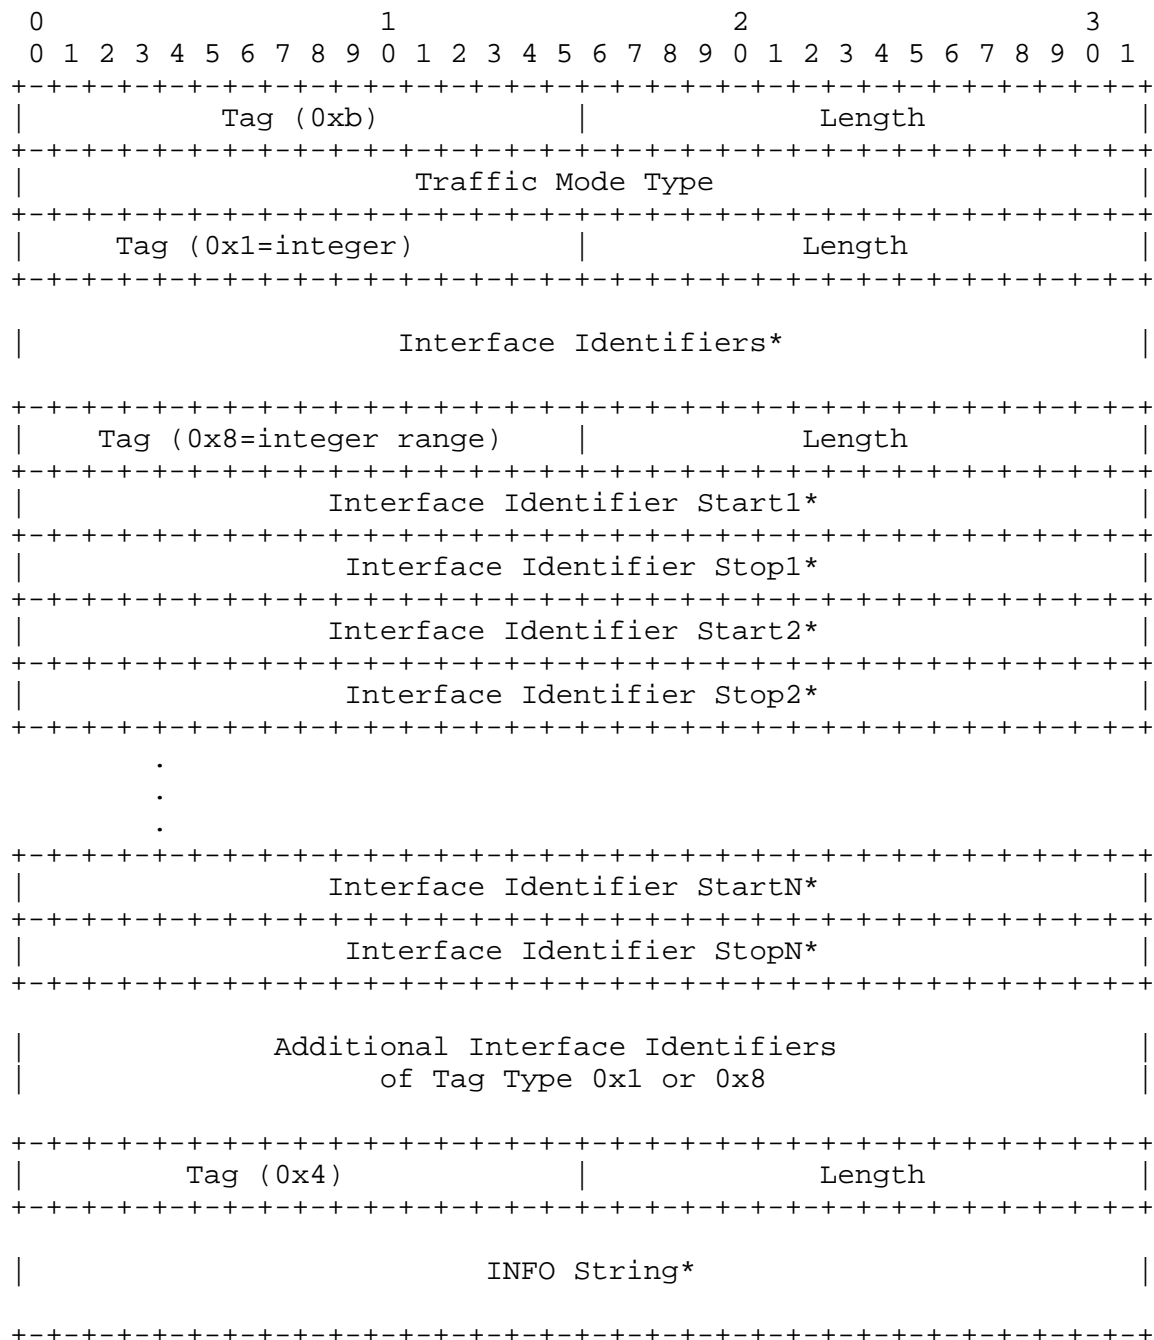 0                   1                   2                   3
 0 1 2 3 4 5 6 7 8 9 0 1 2 3 4 5 6 7 8 9 0 1 2 3 4 5 6 7 8 9 0 1
+-+-+-+-+-+-+-+-+-+-+-+-+-+-+-+-+-+-+-+-+-+-+-+-+-+-+-+-+-+-+-+-+
|           Tag (0xb)           |             Length            |
+-+-+-+-+-+-+-+-+-+-+-+-+-+-+-+-+-+-+-+-+-+-+-+-+-+-+-+-+-+-+-+-+
|                      Traffic Mode Type                        |
+-+-+-+-+-+-+-+-+-+-+-+-+-+-+-+-+-+-+-+-+-+-+-+-+-+-+-+-+-+-+-+-+
|     Tag (0x1=integer)         |            Length             |
+-+-+-+-+-+-+-+-+-+-+-+-+-+-+-+-+-+-+-+-+-+-+-+-+-+-+-+-+-+-+-+-+
|                     Interface Identifiers*                    |
+-+-+-+-+-+-+-+-+-+-+-+-+-+-+-+-+-+-+-+-+-+-+-+-+-+-+-+-+-+-+-+-+
|    Tag (0x8=integer range)    |            Length             |
+-+-+-+-+-+-+-+-+-+-+-+-+-+-+-+-+-+-+-+-+-+-+-+-+-+-+-+-+-+-+-+-+
|                 Interface Identifier Start1*                  |
+-+-+-+-+-+-+-+-+-+-+-+-+-+-+-+-+-+-+-+-+-+-+-+-+-+-+-+-+-+-+-+-+
|                  Interface Identifier Stop1*                  |
+-+-+-+-+-+-+-+-+-+-+-+-+-+-+-+-+-+-+-+-+-+-+-+-+-+-+-+-+-+-+-+-+
|                 Interface Identifier Start2*                  |
+-+-+-+-+-+-+-+-+-+-+-+-+-+-+-+-+-+-+-+-+-+-+-+-+-+-+-+-+-+-+-+-+
|                  Interface Identifier Stop2*                  |
+-+-+-+-+-+-+-+-+-+-+-+-+-+-+-+-+-+-+-+-+-+-+-+-+-+-+-+-+-+-+-+-+
        .
        .
        .
+-+-+-+-+-+-+-+-+-+-+-+-+-+-+-+-+-+-+-+-+-+-+-+-+-+-+-+-+-+-+-+-+
|                 Interface Identifier StartN*                  |
+-+-+-+-+-+-+-+-+-+-+-+-+-+-+-+-+-+-+-+-+-+-+-+-+-+-+-+-+-+-+-+-+
|                  Interface Identifier StopN*                  |
+-+-+-+-+-+-+-+-+-+-+-+-+-+-+-+-+-+-+-+-+-+-+-+-+-+-+-+-+-+-+-+-+
|              Additional Interface Identifiers                 |
|                    of Tag Type 0x1 or 0x8                     |
+-+-+-+-+-+-+-+-+-+-+-+-+-+-+-+-+-+-+-+-+-+-+-+-+-+-+-+-+-+-+-+-+
|         Tag (0x4)             |             Length            |
+-+-+-+-+-+-+-+-+-+-+-+-+-+-+-+-+-+-+-+-+-+-+-+-+-+-+-+-+-+-+-+-+
|                          INFO String*                         |
+-+-+-+-+-+-+-+-+-+-+-+-+-+-+-+-+-+-+-+-+-+-+-+-+-+-+-+-+-+-+-+-+